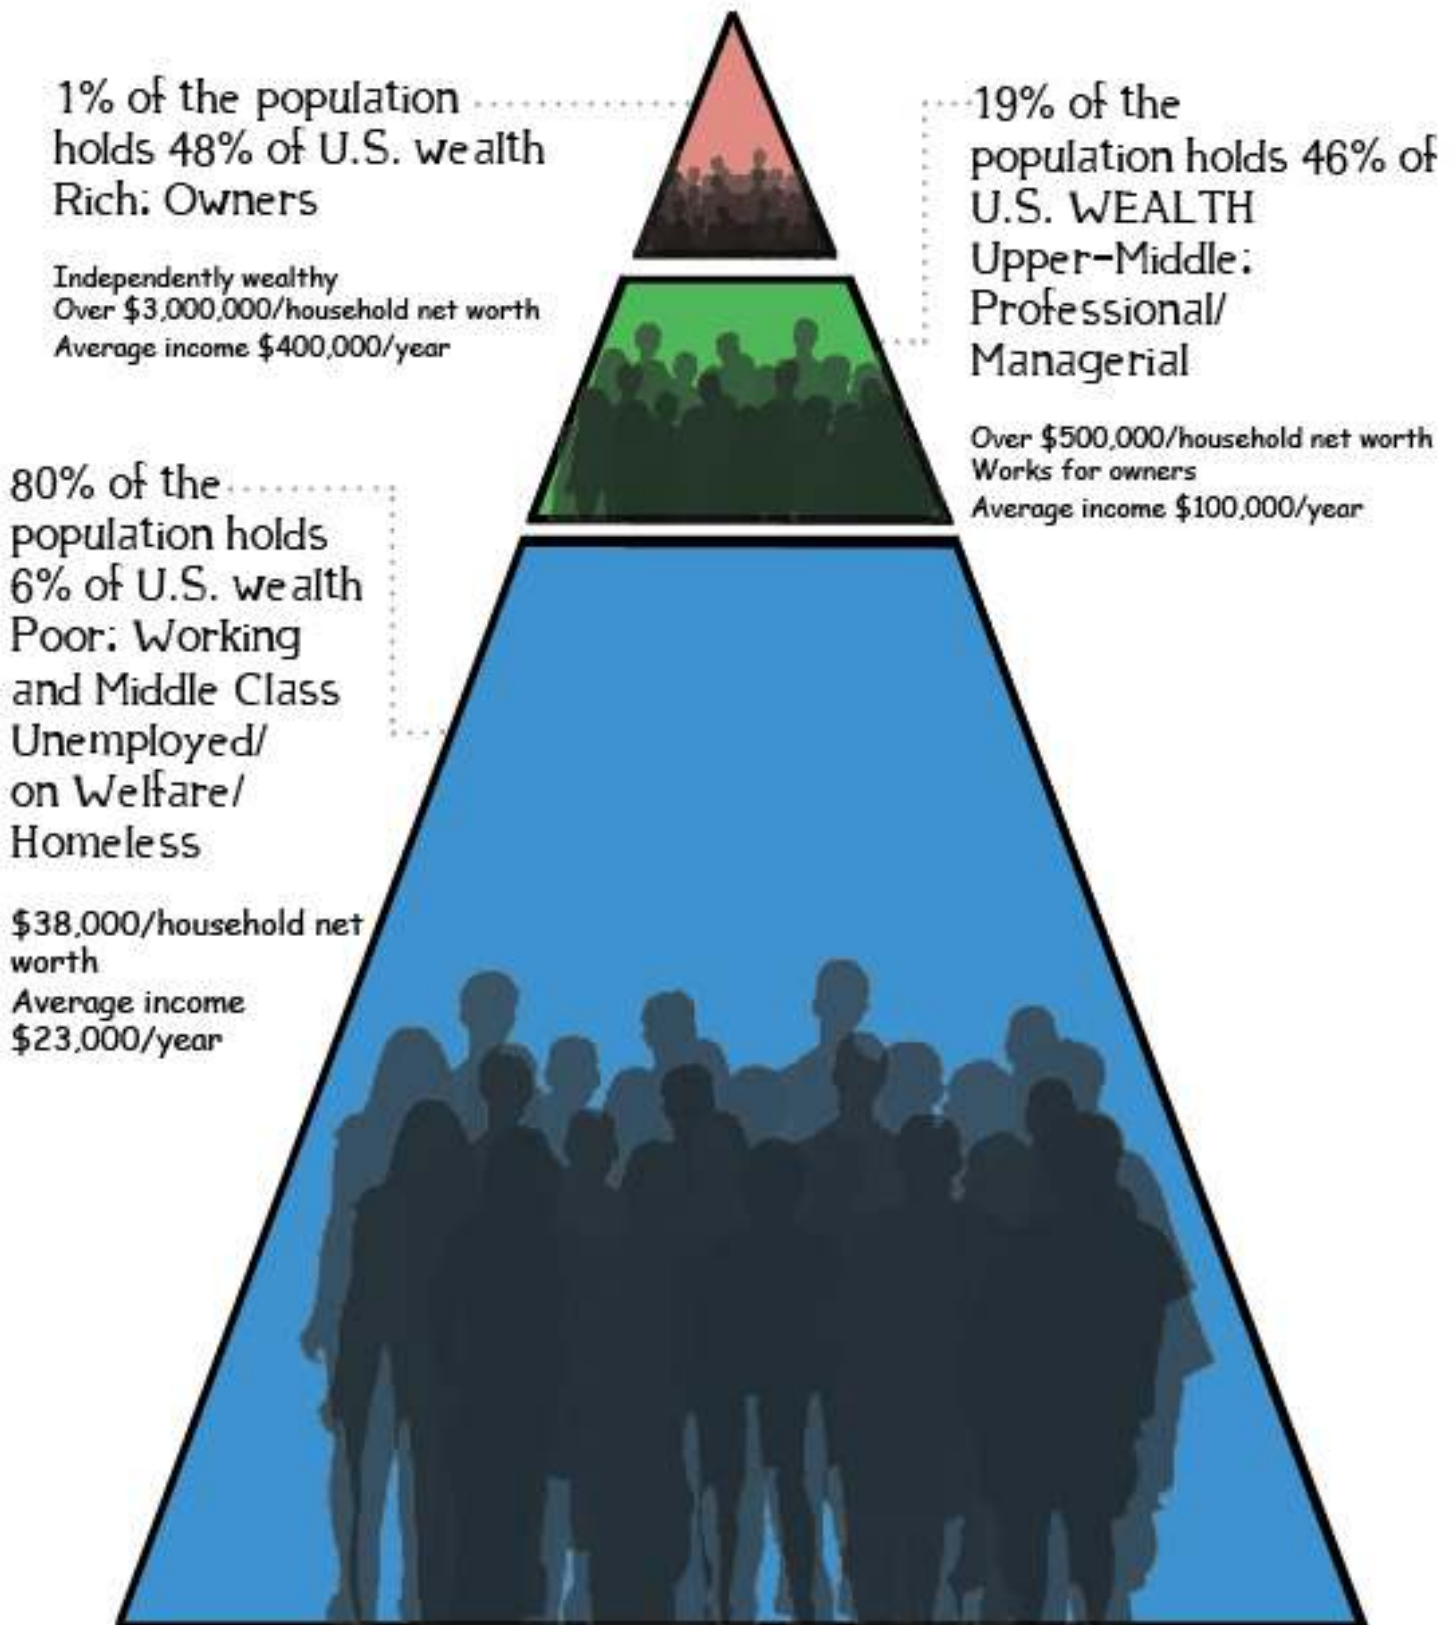 1% of the population
holds 48% of U.S. wealth
Rich: Owners
Independently wealthy
Over $3,000,000/household net worth
Average income $400,000/year
19% of the
population holds 46% of
U.S. WEALTH
Upper-Middle:
Professional/
Managerial
Over $500,000/household net worth
Works for owners
Average income $100,000/year
80% of the
population holds
6% of U.S. wealth
Poor: Working
and Middle Class
Unemployed/
on Welfare/
Homeless
$38,000/household net
worth
Average income
$23,000/year